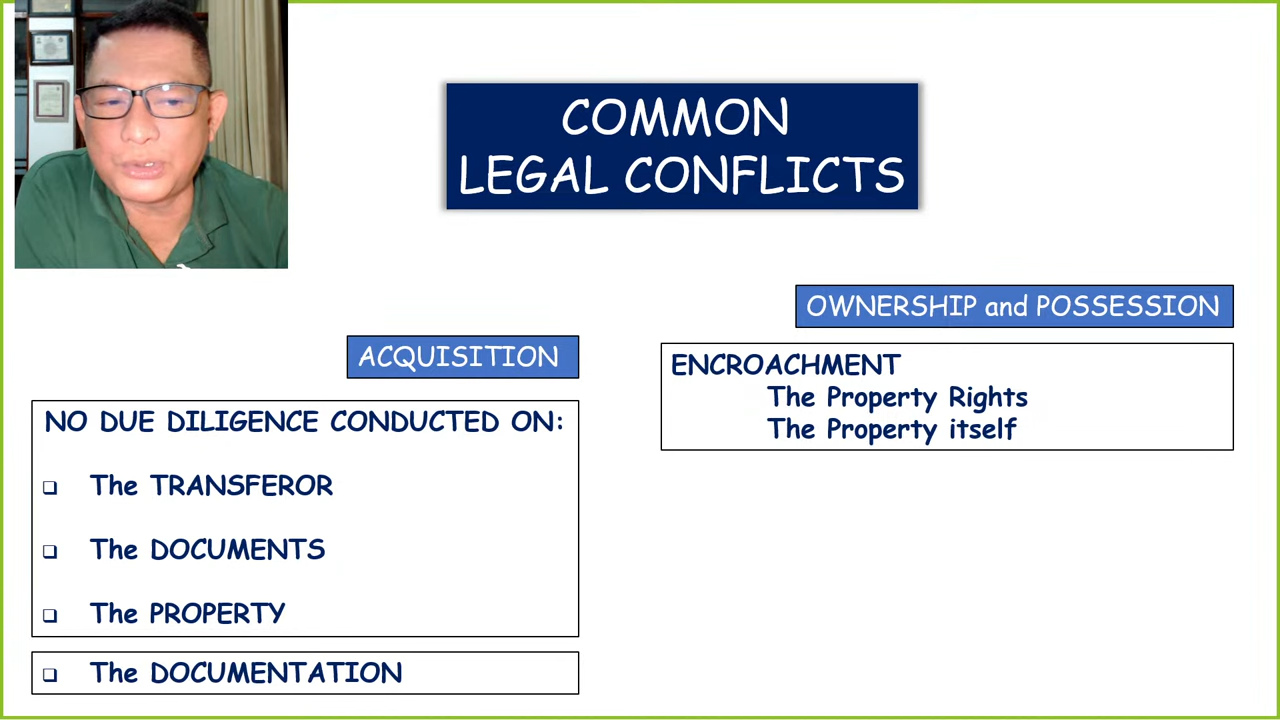 COMMON
LEGAL CONFLICTS
ACQUISITION
NO DUE DILIGENCE CONDUCTED ON:
❑ The TRANSFEROR
❑ The DOCUMENTS
❑ The PROPERTY
❑ The DOCUMENTATION
OWNERSHIP and POSSESSION
ENCROACHMENT
The Property Rights
The Property itself